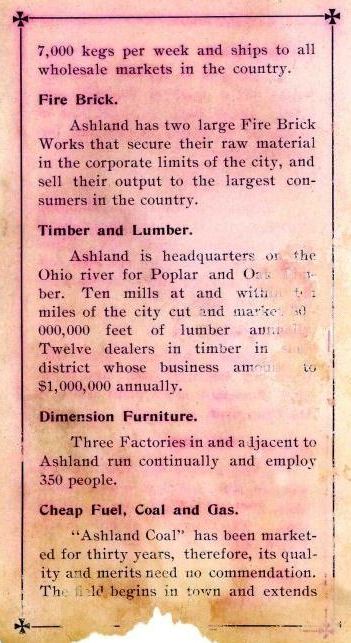 7,000 kegs per week and ships to all
wholesale markets in the country.
Fire Brick.
Ashland has two large Fire Brick
Works that secure their raw material
in the corporate limits of the city, and
sell their output to the largest con-
sumers in the country.
Timber and Lumber.
Ashland is headquarters on the
Ohio river for Poplar and Oak
ber. Ten mills at and within
miles of the city cut and market
000,000 feet of lumber annually.
Twelve dealers in timber in
district whose business amount to
$1,000,000 annually.
Dimension Furniture.
Three Factories in and adjacent to
Ashland run continually and employ
350 people.
Cheap Fuel, Coal and Gas.
"Ashland Coal" has been market-
ed for thirty years, therefore, its qual-
ity and merits need no commendation.
The field begins in town and extends